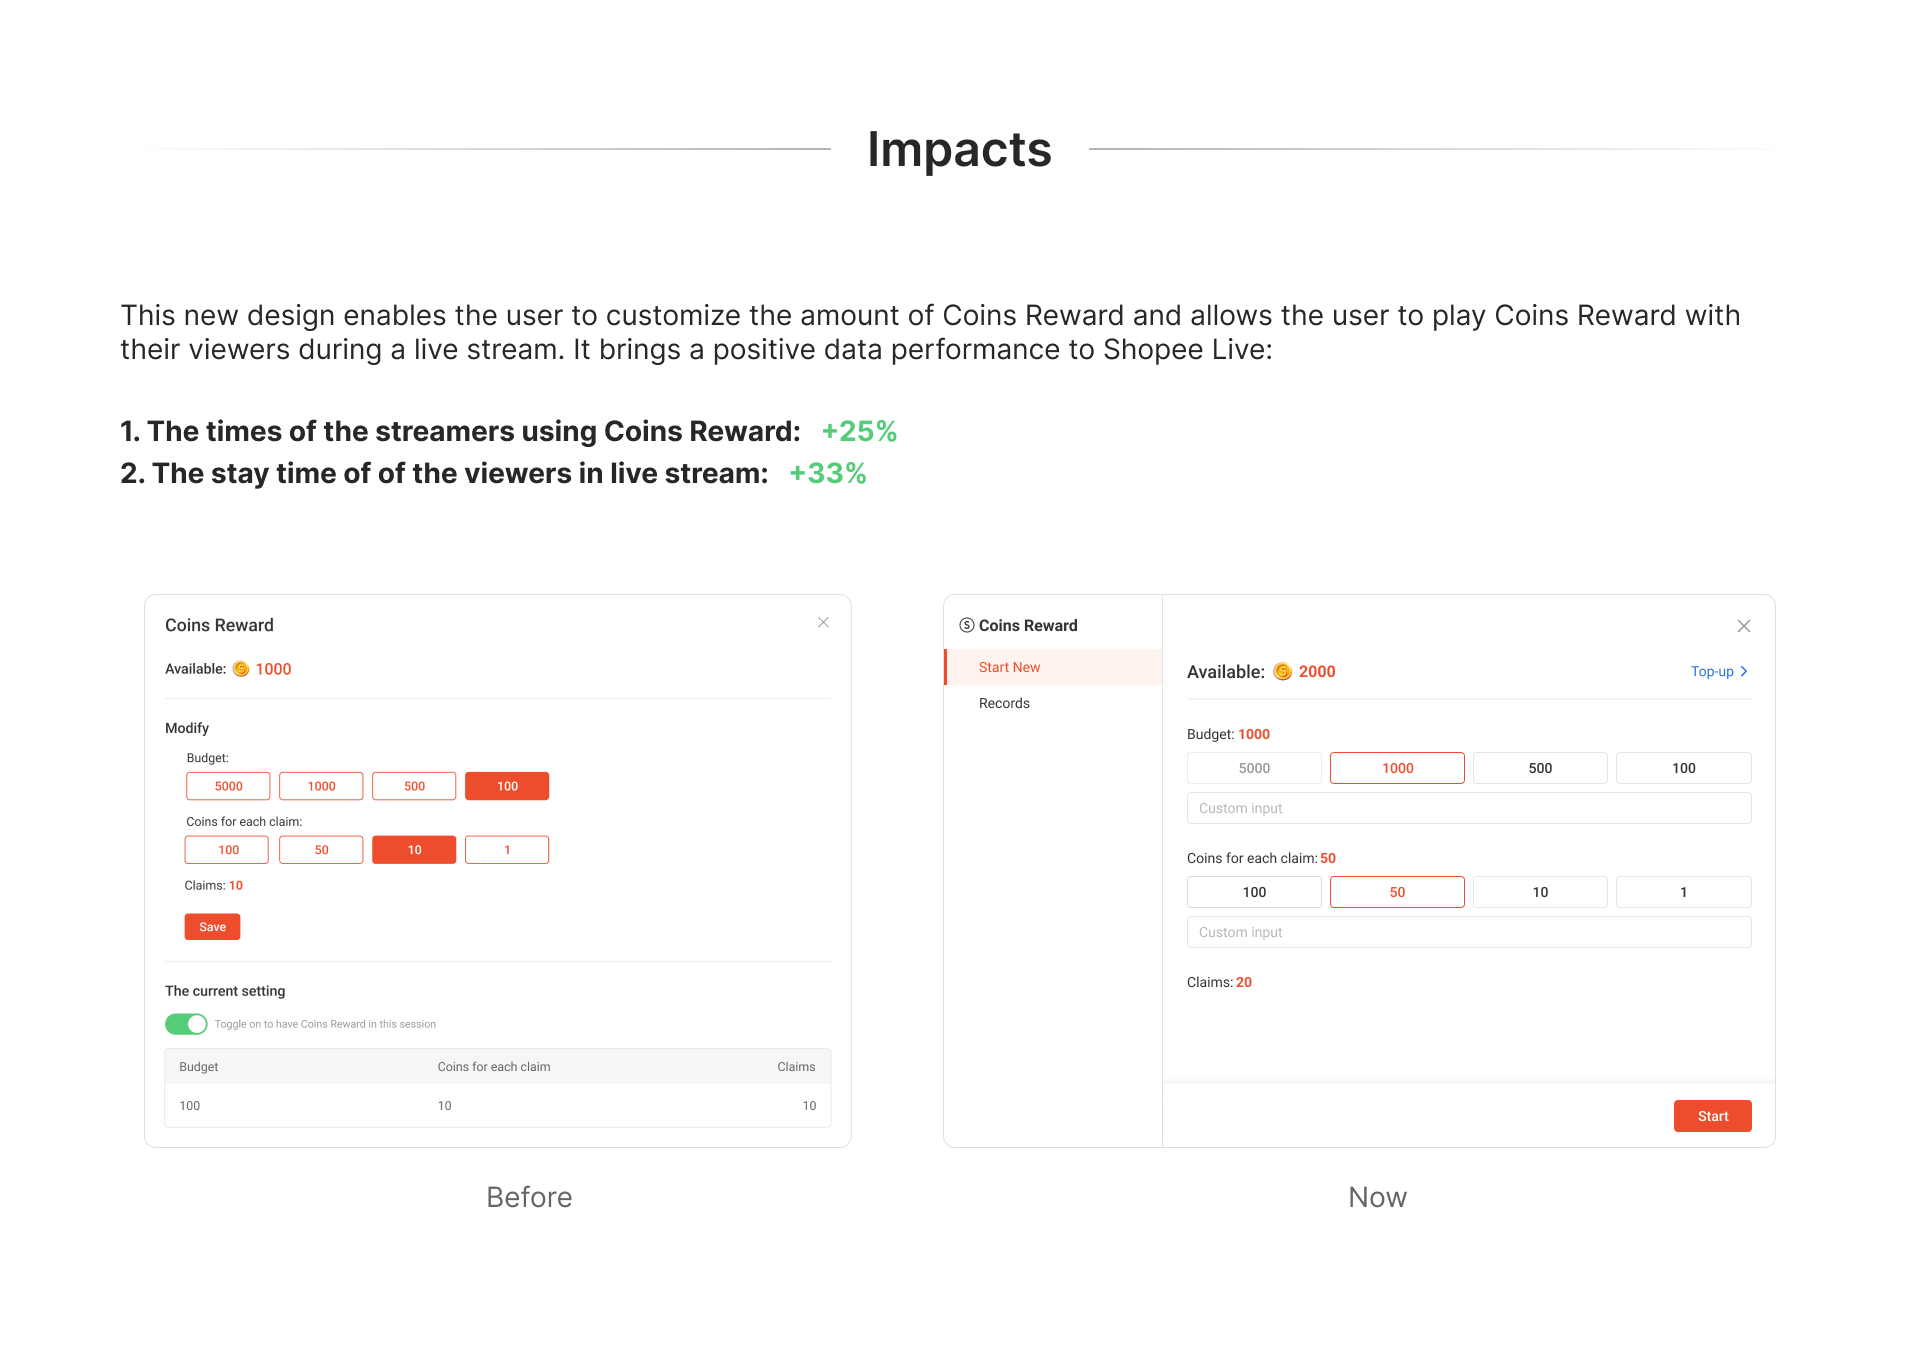 Impacts
This new design enables the user to customize the amount of Coins Reward and allows the user to play Coins Reward with
their viewers during a live stream. It brings a positive data performance to Shopee Live:
1. The times of the streamers using Coins Reward: +25%
2. The stay time of of the viewers in live stream: +33%
Coins Reward
Available: 1000
Modify
Budget:
5000 1000 500 100
Coins for each claim:
100 50 10 1
Claims: 10
Save
The current setting
Toggle on to have Coins Reward in this session
Budget Coins for each claim Claims
100 10 10
Before
Coins Reward
Start New
Records
Available: 2000 Top-up
Budget: 1000
5000 1000 500 100
Custom input
Coins for each claim: 50
100 50 10 1
Custom input
Claims: 20
Start
Now